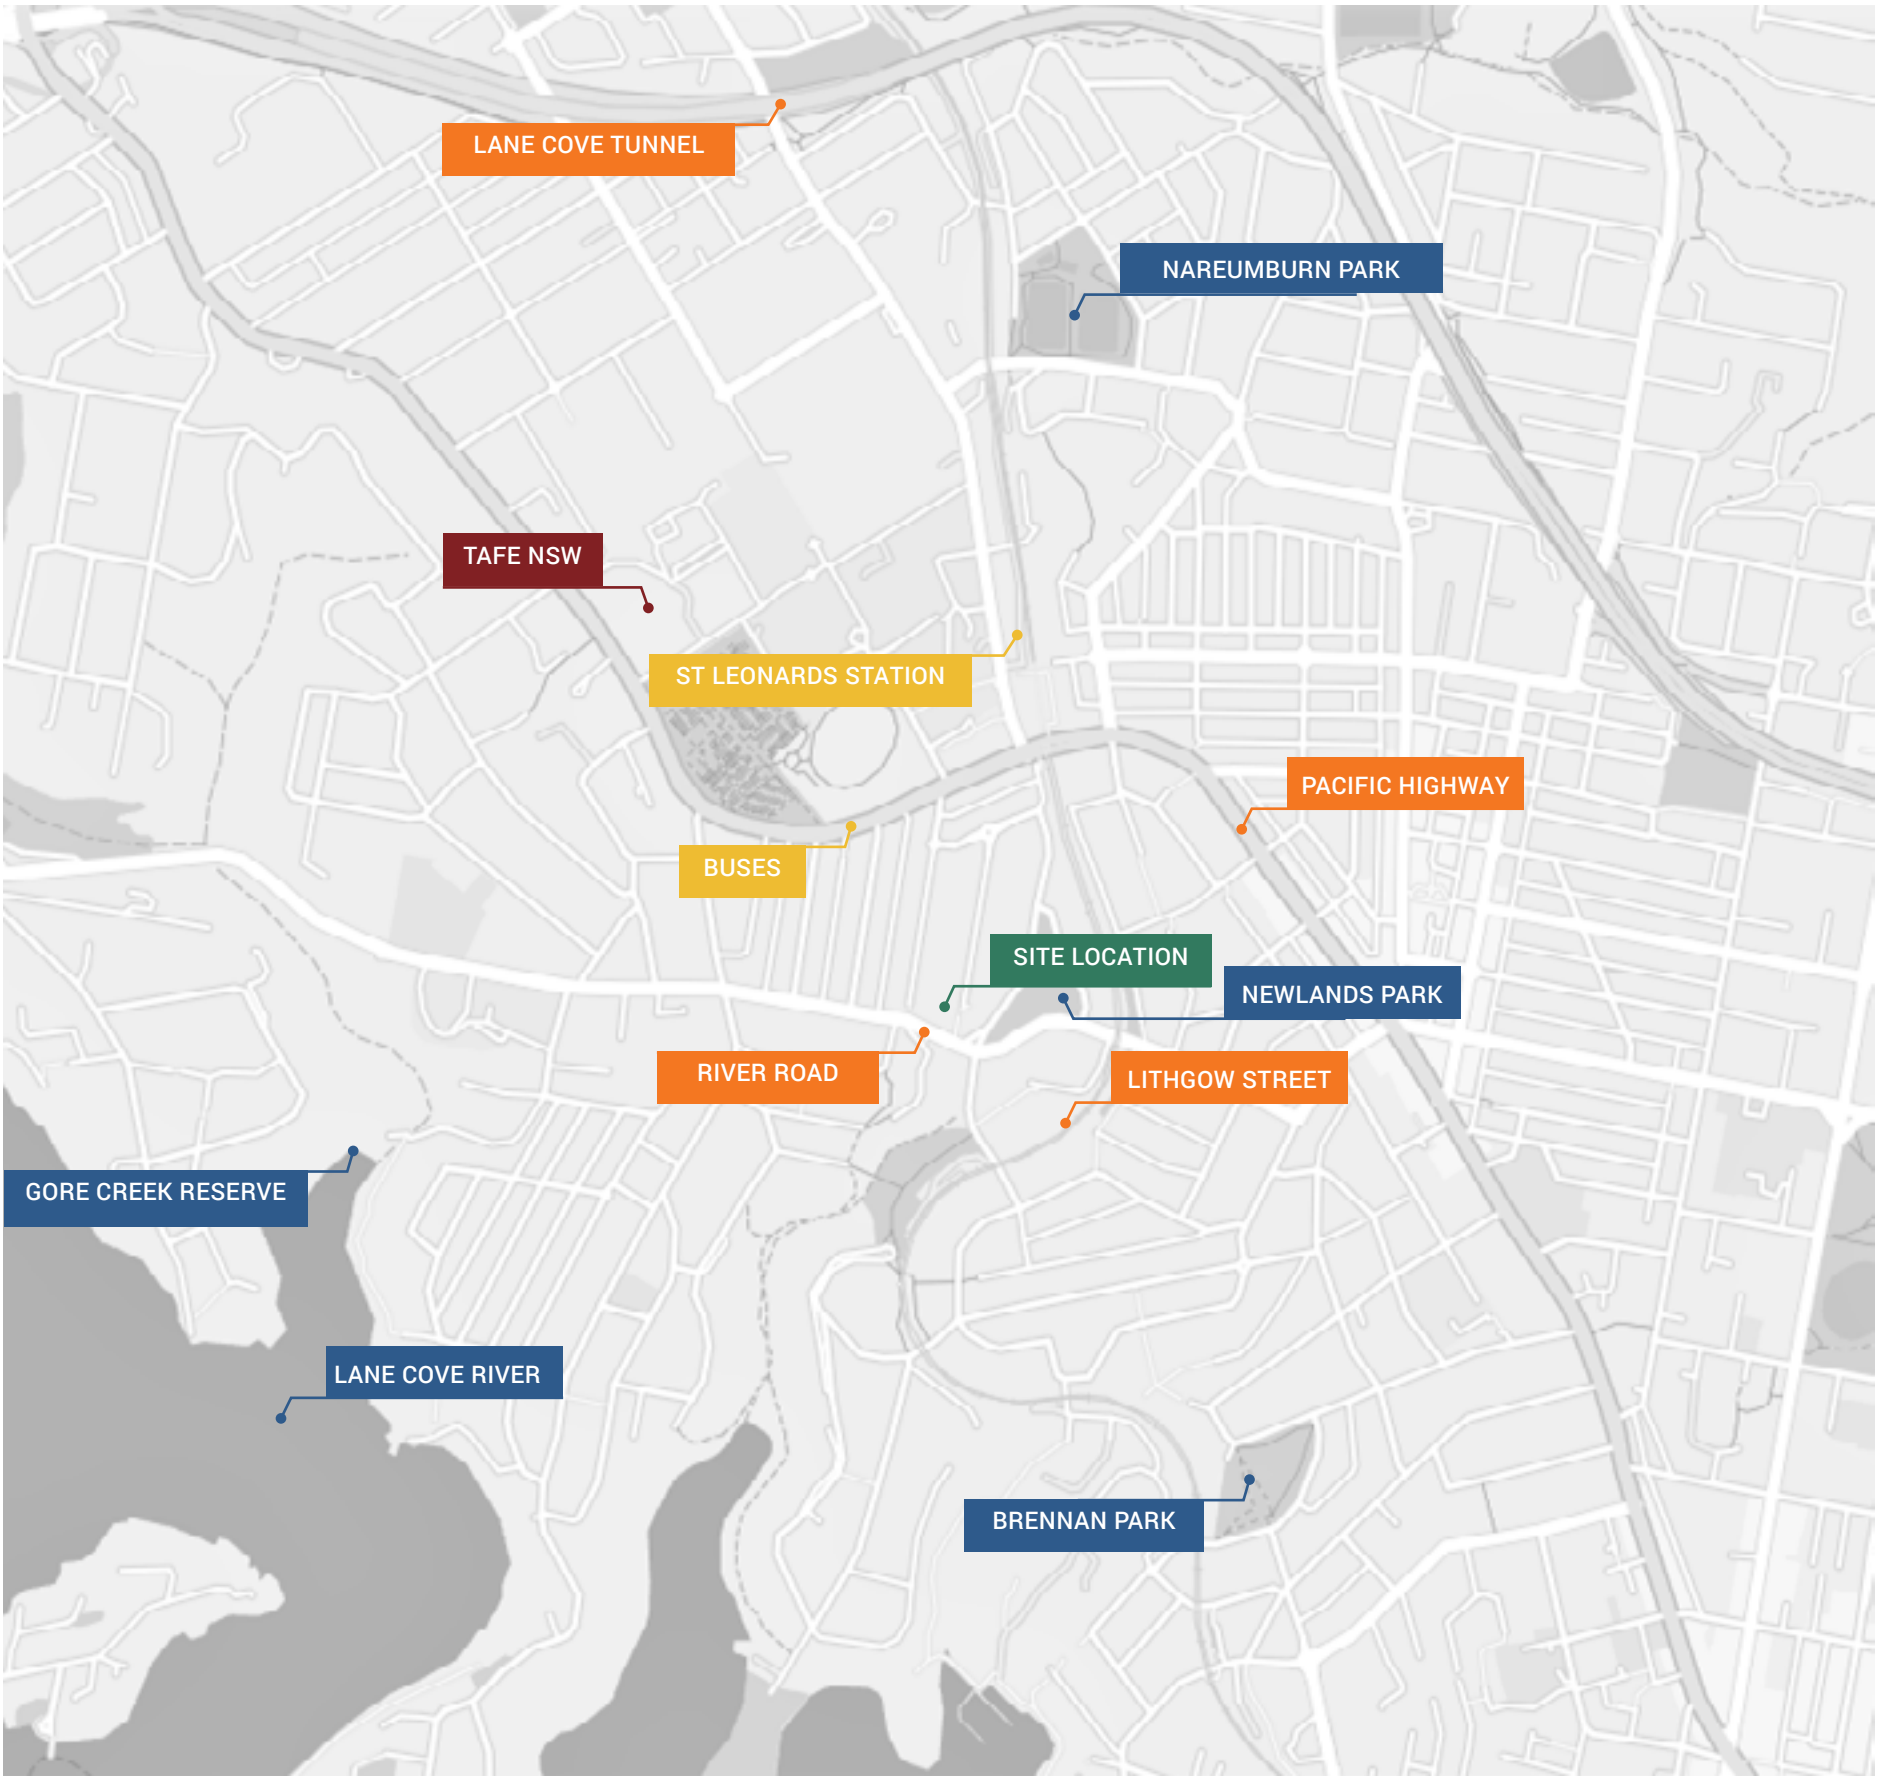 LANE COVE TUNNEL
NAREUMBURN PARK
TAFE NSW
ST LEONARDS STATION
PACIFIC HIGHWAY
BUSES
SITE LOCATION
NEWLANDS PARK
RIVER ROAD
LITHGOW STREET
GORE CREEK RESERVE
LANE COVE RIVER
BRENNAN PARK